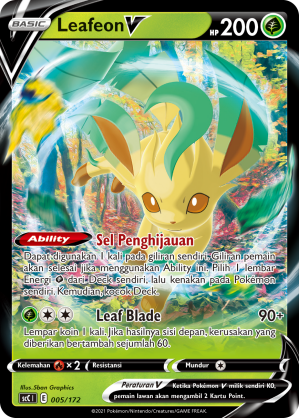 BASIC Leafeon V HP 200
Ability Sel Penghijauan
Dapat digunakan 1 kali pada giliran sendiri. Giliran pemain
akan selesai jika menggunakan Ability ini. Pilih 1 lembar
Energi dari Deck sendiri, lalu kenakan pada Pokémon
sendiri. Kemudian, kocok Deck.
Leaf Blade 90+
Lempar koin 1 kali. Jika hasilnya sisi depan, kerusakan yang
diberikan bertambah sejumlah 60.
Kelemahan × 2 Resistansi Mundur
Illus. 5ban Graphics
Peraturan V Ketika Pokémon V milik sendiri KO,
pemain lawan akan mengambil 2 Kartu Point.
SCC I E 005/172
©2021 Pokémon/Nintendo/Creatures/GAME FREAK.